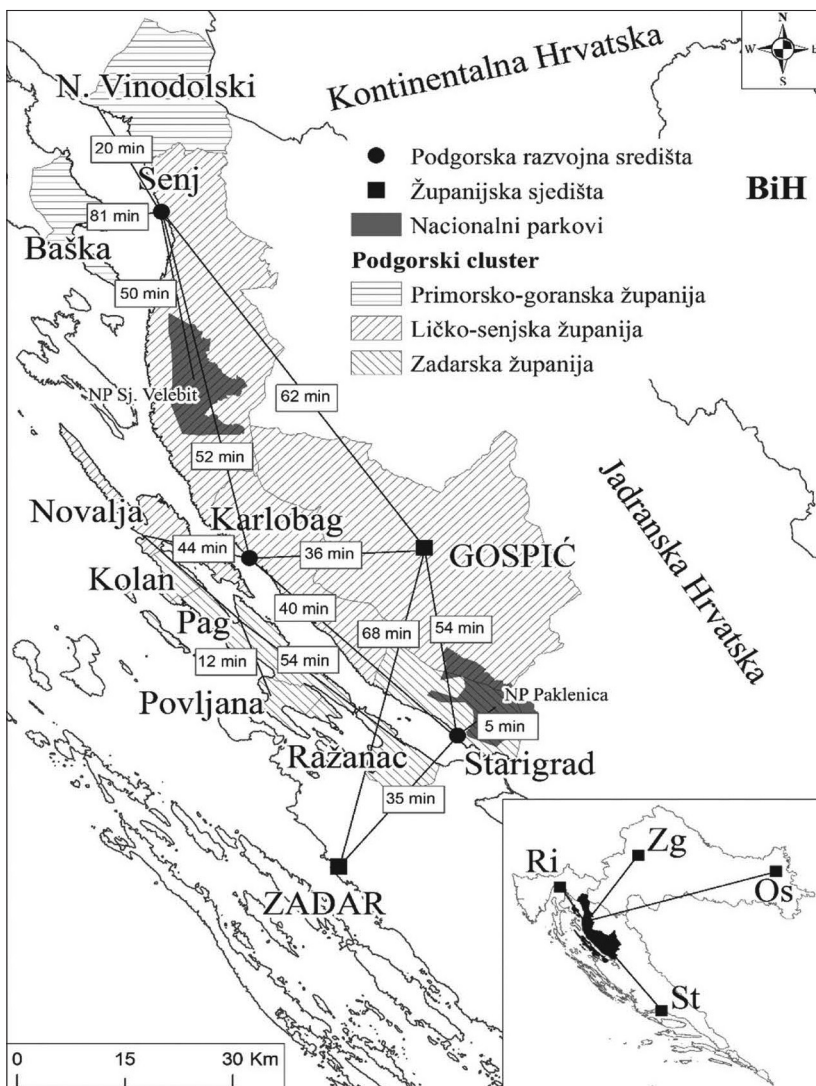 Kontinentalna Hrvatska
N
W E
S
N. Vinodolski
20 min
Senj
81 min
Baška
50 min
Podgorska razvojna središta
Županijska sjedišta
Nacionalni parkovi
Podgorski cluster
Primorsko-goranska županija
Ličko-senjska županija
Zadarska županija
BiH
NP Sj. Velebit
62 min
52 min
Jadranska Hrvatska
Novalja
Karlobag
44 min
36 min
GOSPIĆ
Kolan
40 min
Pag
68 min
54 min
12 min
54 min
Povljana
NP Paklenica
5 min
Ražanac
Starigrad
35 min
ZADAR
Ri
Zg
Os
St
0 15 30 Km